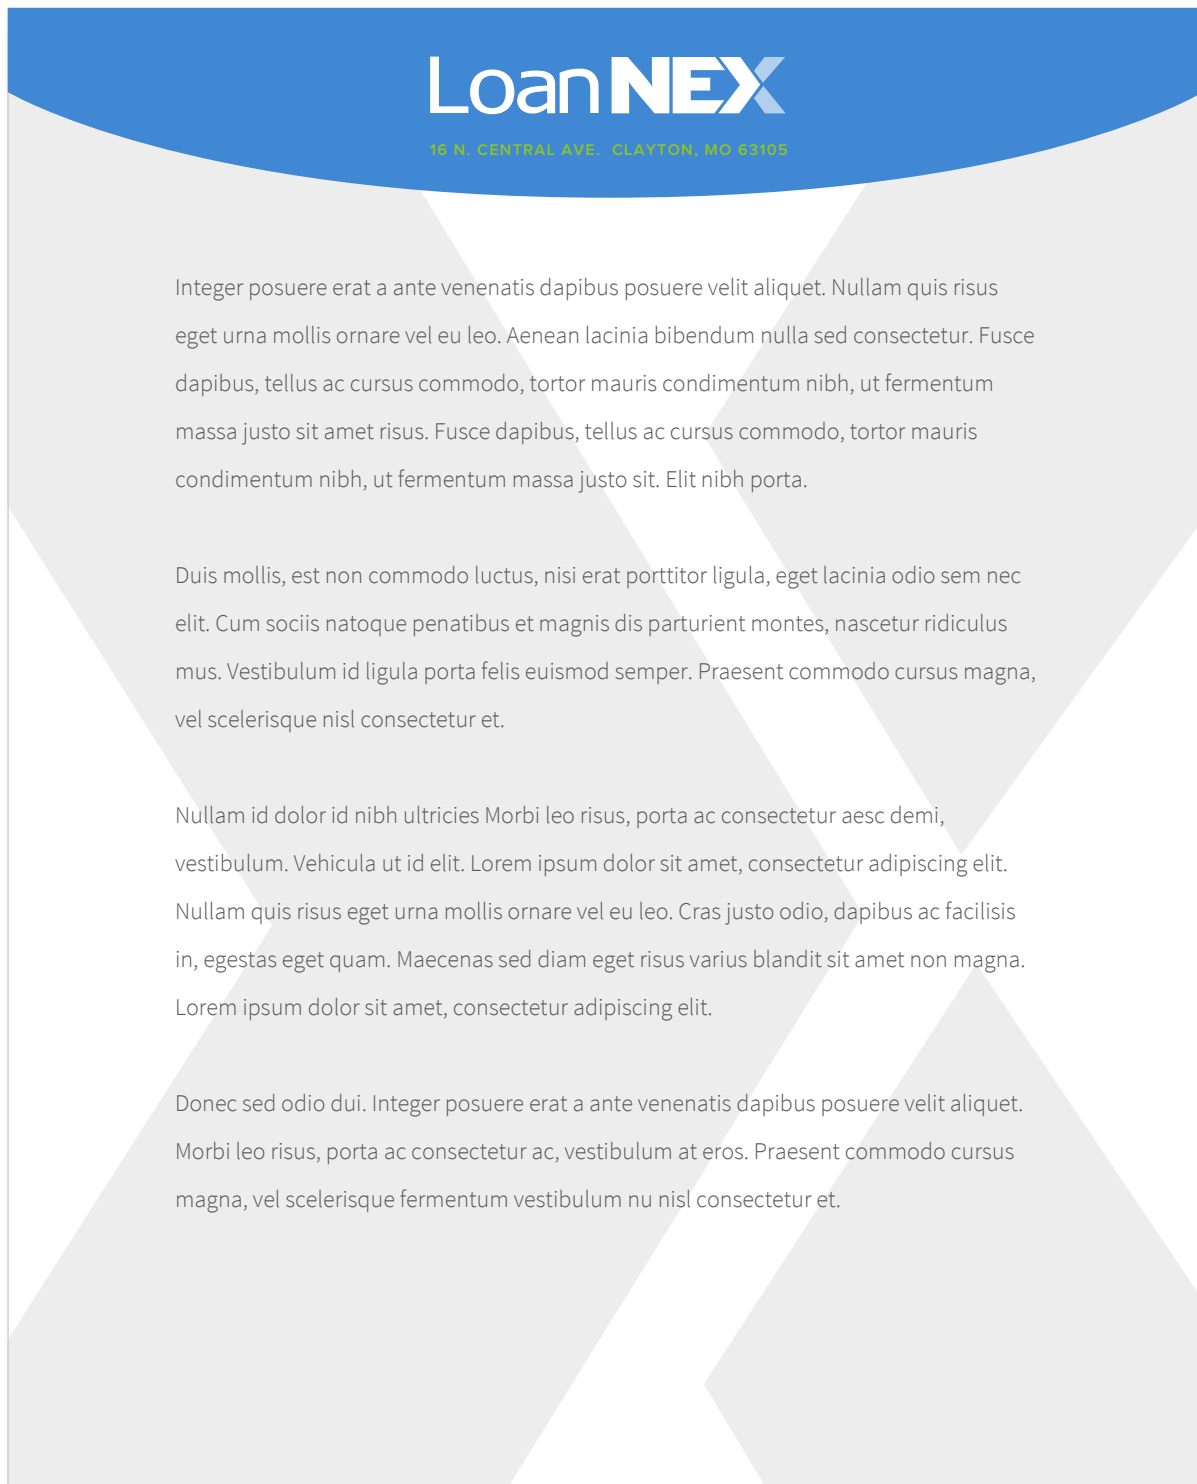 LoanNEX
16 N. CENTRAL AVE. CLAYTON, MO 63105
Integer posuere erat a ante venenatis dapibus posuere velit aliquet. Nullam quis risus
eget urna mollis ornare vel eu leo. Aenean lacinia bibendum nulla sed consectetur. Fusce
dapibus, tellus ac cursus commodo, tortor mauris condimentum nibh, ut fermentum
massa justo sit amet risus. Fusce dapibus, tellus ac cursus commodo, tortor mauris
condimentum nibh, ut fermentum massa justo sit. Elit nibh porta.
Duis mollis, est non commodo luctus, nisi erat porttitor ligula, eget lacinia odio sem nec
elit. Cum sociis natoque penatibus et magnis dis parturient montes, nascetur ridiculus
mus. Vestibulum id ligula porta felis euismod semper. Praesent commodo cursus magna,
vel scelerisque nisl consectetur et.
Nullam id dolor id nibh ultricies Morbi leo risus, porta ac consectetur aesc demi,
vestibulum. Vehicula ut id elit. Lorem ipsum dolor sit amet, consectetur adipiscing elit.
Nullam quis risus eget urna mollis ornare vel eu leo. Cras justo odio, dapibus ac facilisis
in, egestas eget quam. Maecenas sed diam eget risus varius blandit sit amet non magna.
Lorem ipsum dolor sit amet, consectetur adipiscing elit.
Donec sed odio dui. Integer posuere erat a ante venenatis dapibus posuere velit aliquet.
Morbi leo risus, porta ac consectetur ac, vestibulum at eros. Praesent commodo cursus
magna, vel scelerisque fermentum vestibulum nu nisl consectetur et.